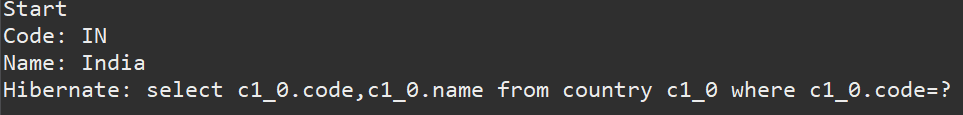 Start
Code: IN
Name: India
Hibernate: select c1_0.code,c1_0.name from country c1_0 where c1_0.code=?